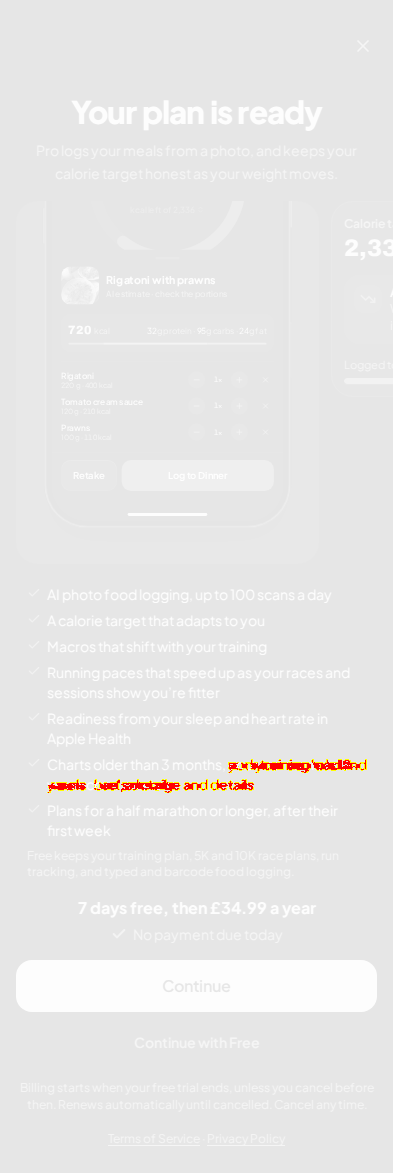 Your plan is ready
Pro logs your meals from a photo, and keeps your
calorie target honest as your weight moves.
Calorie t
2,33
Rigatoni with prawns
720 kcal
Rigatoni
Tomato cream sauce
Prawns
1×
1×
1×
Retake
Log to Dinner
Logged to
AI photo food logging, up to 100 scans a day
A calorie target that adapts to you
Macros that shift with your training
Running paces that speed up as your races and
sessions show you're fitter
Readiness from your sleep and heart rate in
Apple Health
Charts older than 3 months,
and details
Plans for a half marathon or longer, after their
first week
Free keeps your training plan, 5K and 10K race plans, run
tracking, and typed and barcode food logging
7 days free, then £34.99 a year
No payment due today
Continue
Continue with Free
Billing starts when your free trial ends, unless you cancel before
then. Renews automatically until cancelled. Cancel any time.
Terms of Service · Privacy Policy